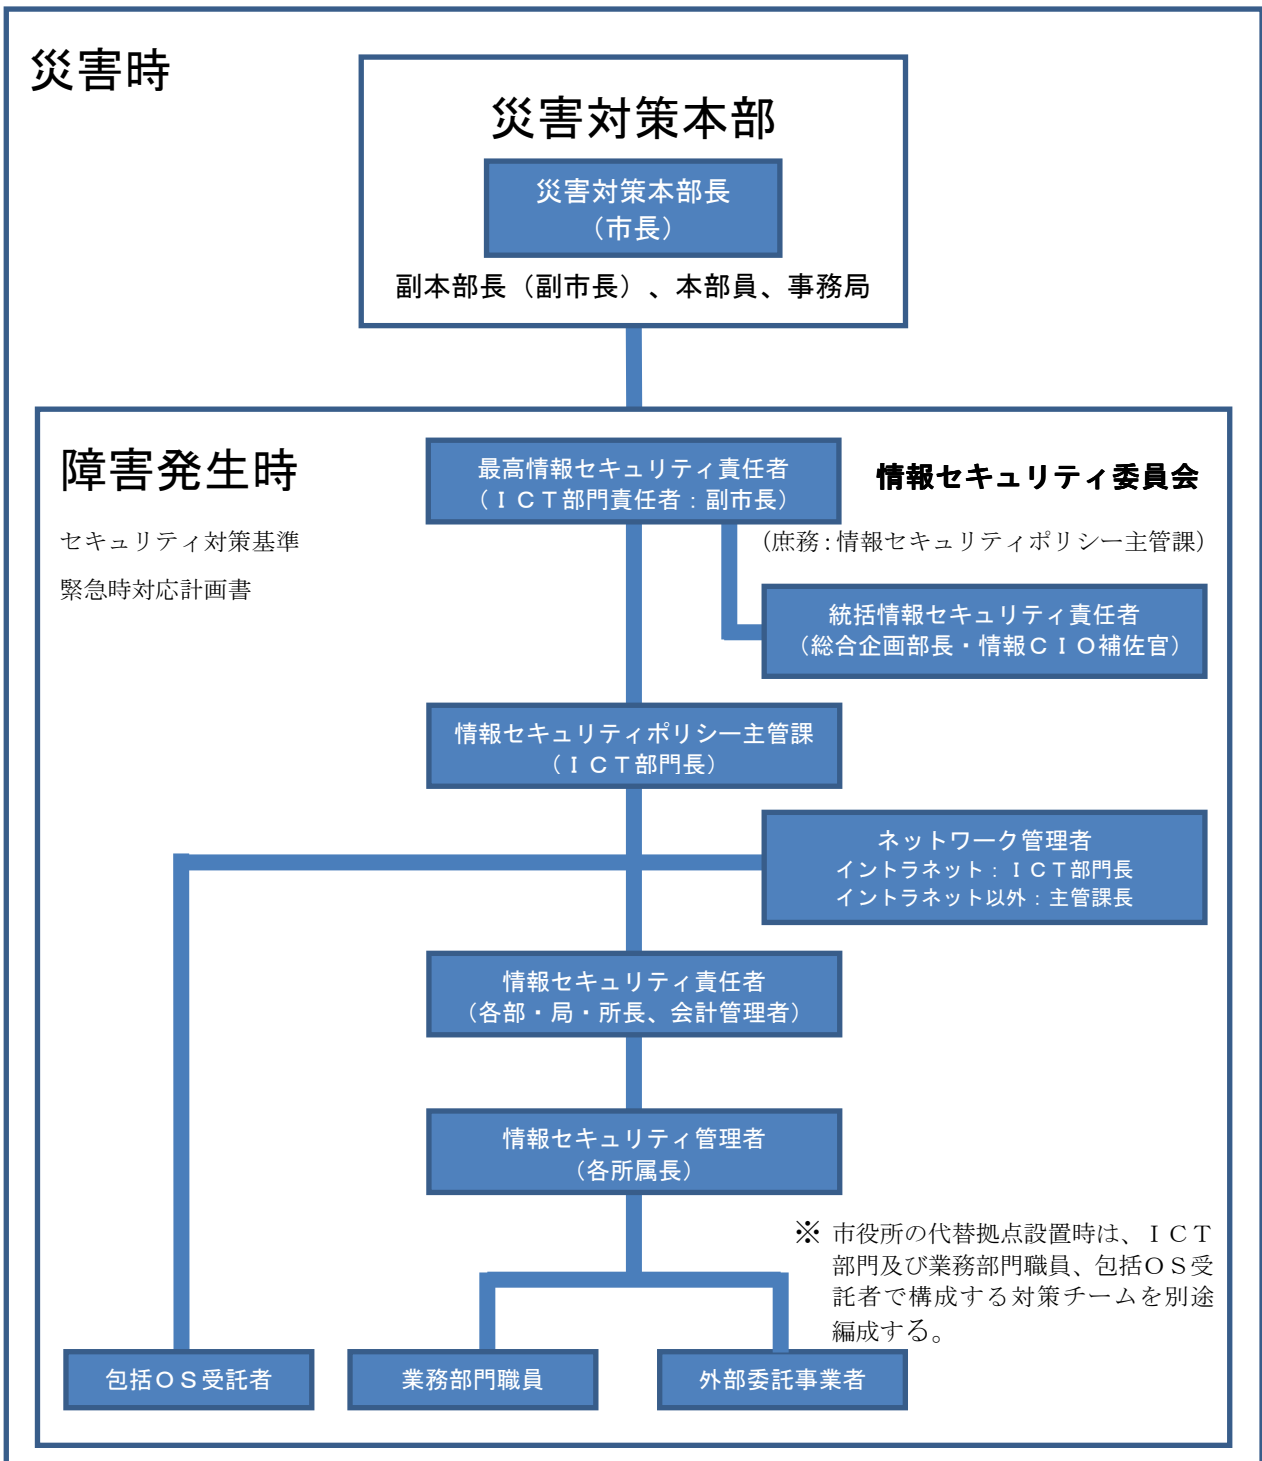 災害時
災害対策本部
災害対策本部長
（市長）
副本部長（副市長）、本部員、事務局
障害発生時
セキュリティ対策基準
緊急時対応計画書
最高情報セキュリティ責任者
（ＩＣＴ部門責任者：副市長）
情報セキュリティ委員会
（庶務：情報セキュリティポリシー主管課）
統括情報セキュリティ責任者
（総合企画部長・情報ＣＩＯ補佐官）
情報セキュリティポリシー主管課
（ＩＣＴ部門長）
ネットワーク管理者
イントラネット：ＩＣＴ部門長
イントラネット以外：主管課長
情報セキュリティ責任者
（各部・局・所長、会計管理者）
情報セキュリティ管理者
（各所属長）
※ 市役所の代替拠点設置時は、ＩＣＴ
部門及び業務部門職員、包括ＯＳ受
託者で構成する対策チームを別途
編成する。
包括ＯＳ受託者
業務部門職員
外部委託事業者